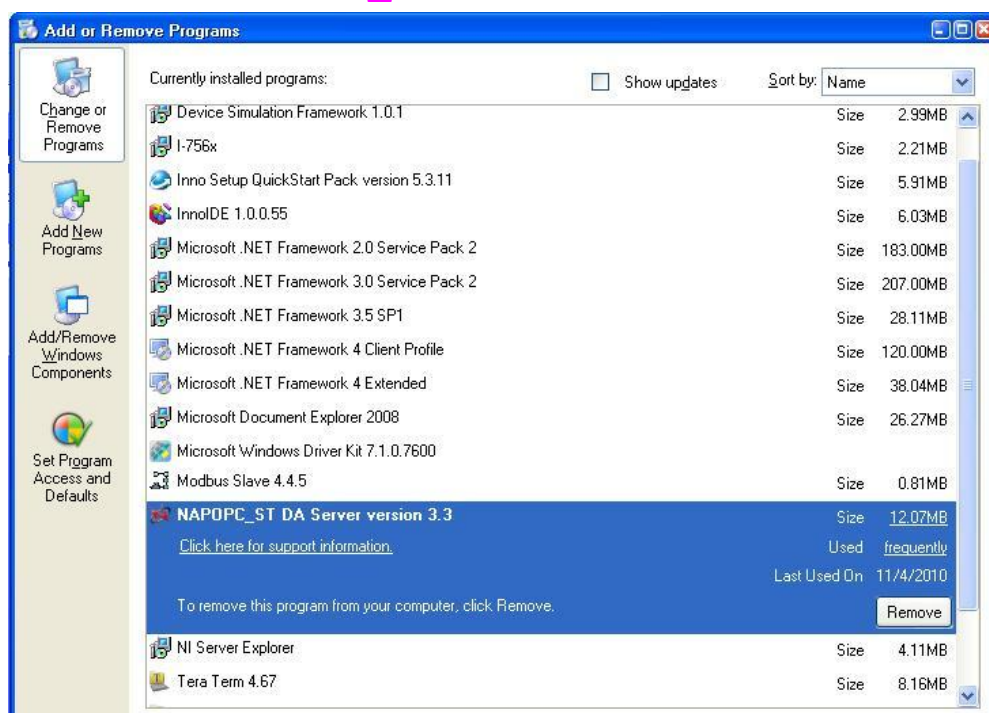 Add or Remove Programs
Change or
Remove
Programs
Add New
Programs
Add/Remove
Windows
Components
Set Program
Access and
Defaults
Currently installed programs:
Show updates
Sort by: Name
Device Simulation Framework 1.0.1 Size 2.99MB
I-756x Size 2.21MB
Inno Setup QuickStart Pack version 5.3.11 Size 5.91MB
InnoIDE 1.0.0.55 Size 6.03MB
Microsoft .NET Framework 2.0 Service Pack 2 Size 183.00MB
Microsoft .NET Framework 3.0 Service Pack 2 Size 207.00MB
Microsoft .NET Framework 3.5 SP1 Size 28.11MB
Microsoft .NET Framework 4 Client Profile Size 120.00MB
Microsoft .NET Framework 4 Extended Size 38.04MB
Microsoft Document Explorer 2008 Size 26.27MB
Microsoft Windows Driver Kit 7.1.0.7600
Modbus Slave 4.4.5 Size 0.81MB
NAPOPC_ST DA Server version 3.3 Size 12.07MB
Click here for support information. Used frequently
Last Used On 11/4/2010
To remove this program from your computer, click Remove. Remove
NI Server Explorer Size 4.11MB
Tera Term 4.67 Size 8.16MB